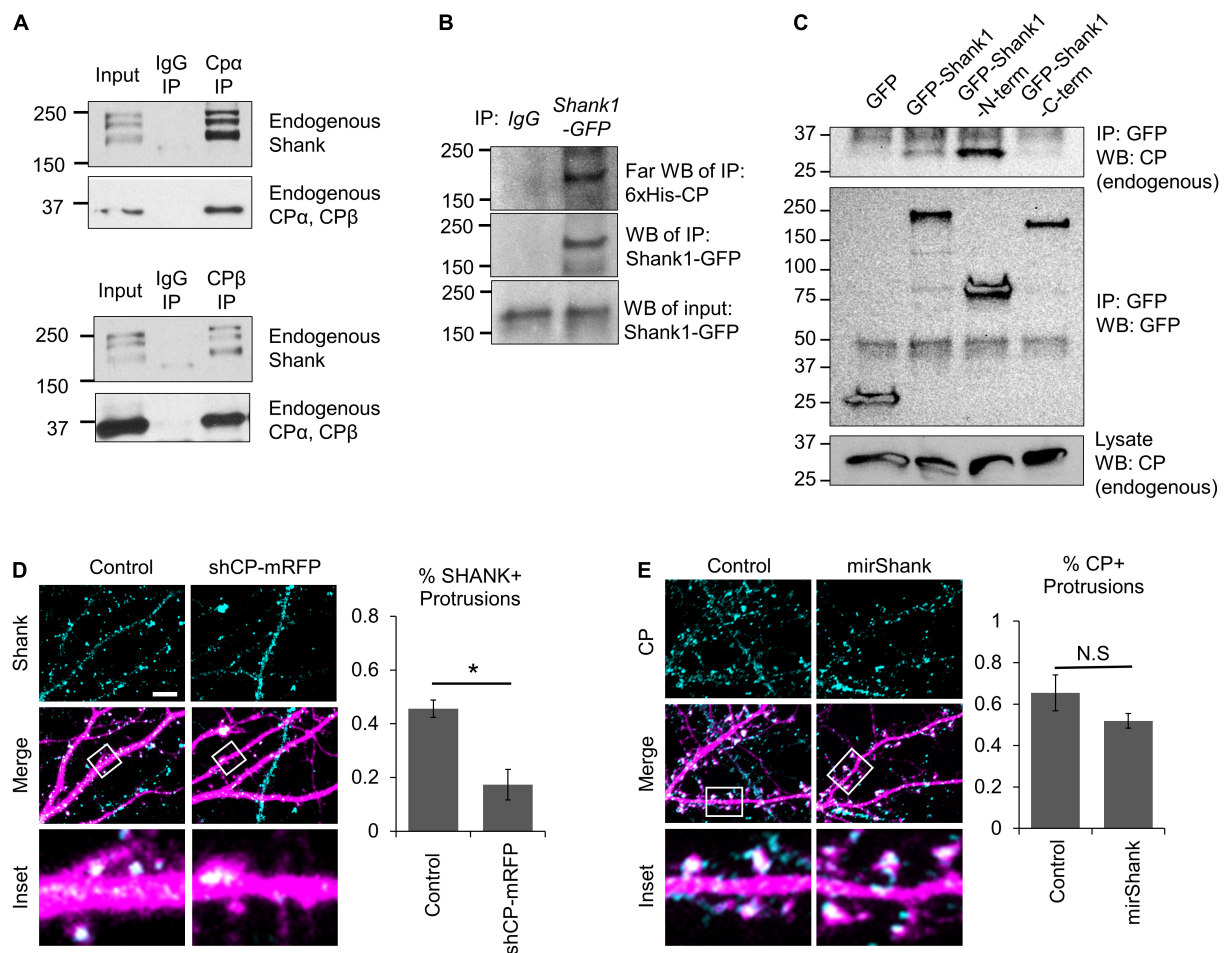 A
Input
IgG
IP
Cpα
IP
250
150
Endogenous
Shank
37
Endogenous
CPα, CPβ
Input
IgG
IP
CPβ
IP
250
150
Endogenous
Shank
37
Endogenous
CPα, CPβ
B
IP: IgG
Shank1
-GFP
250
150
Far WB of IP:
6xHis-CP
250
150
WB of IP:
Shank1-GFP
250
150
WB of input:
Shank1-GFP
C
GFP
GFP-Shank1
GFP-Shank1
-N-term
GFP-Shank1
-C-term
37
25
IP: GFP
WB: CP
(endogenous)
250
150
100
75
50
37
25
IP: GFP
WB: GFP
37
25
Lysate
WB: CP
(endogenous)
D
Control
shCP-mRFP
Shank
Merge
Inset
% SHANK+
Protrusions
0.8
0.6
0.4
0.2
0
*
Control
shCP-mRFP
E
Control
mirShank
CP
Merge
Inset
% CP+
Protrusions
1
0.8
0.6
0.4
0.2
0
N.S
Control
mirShank